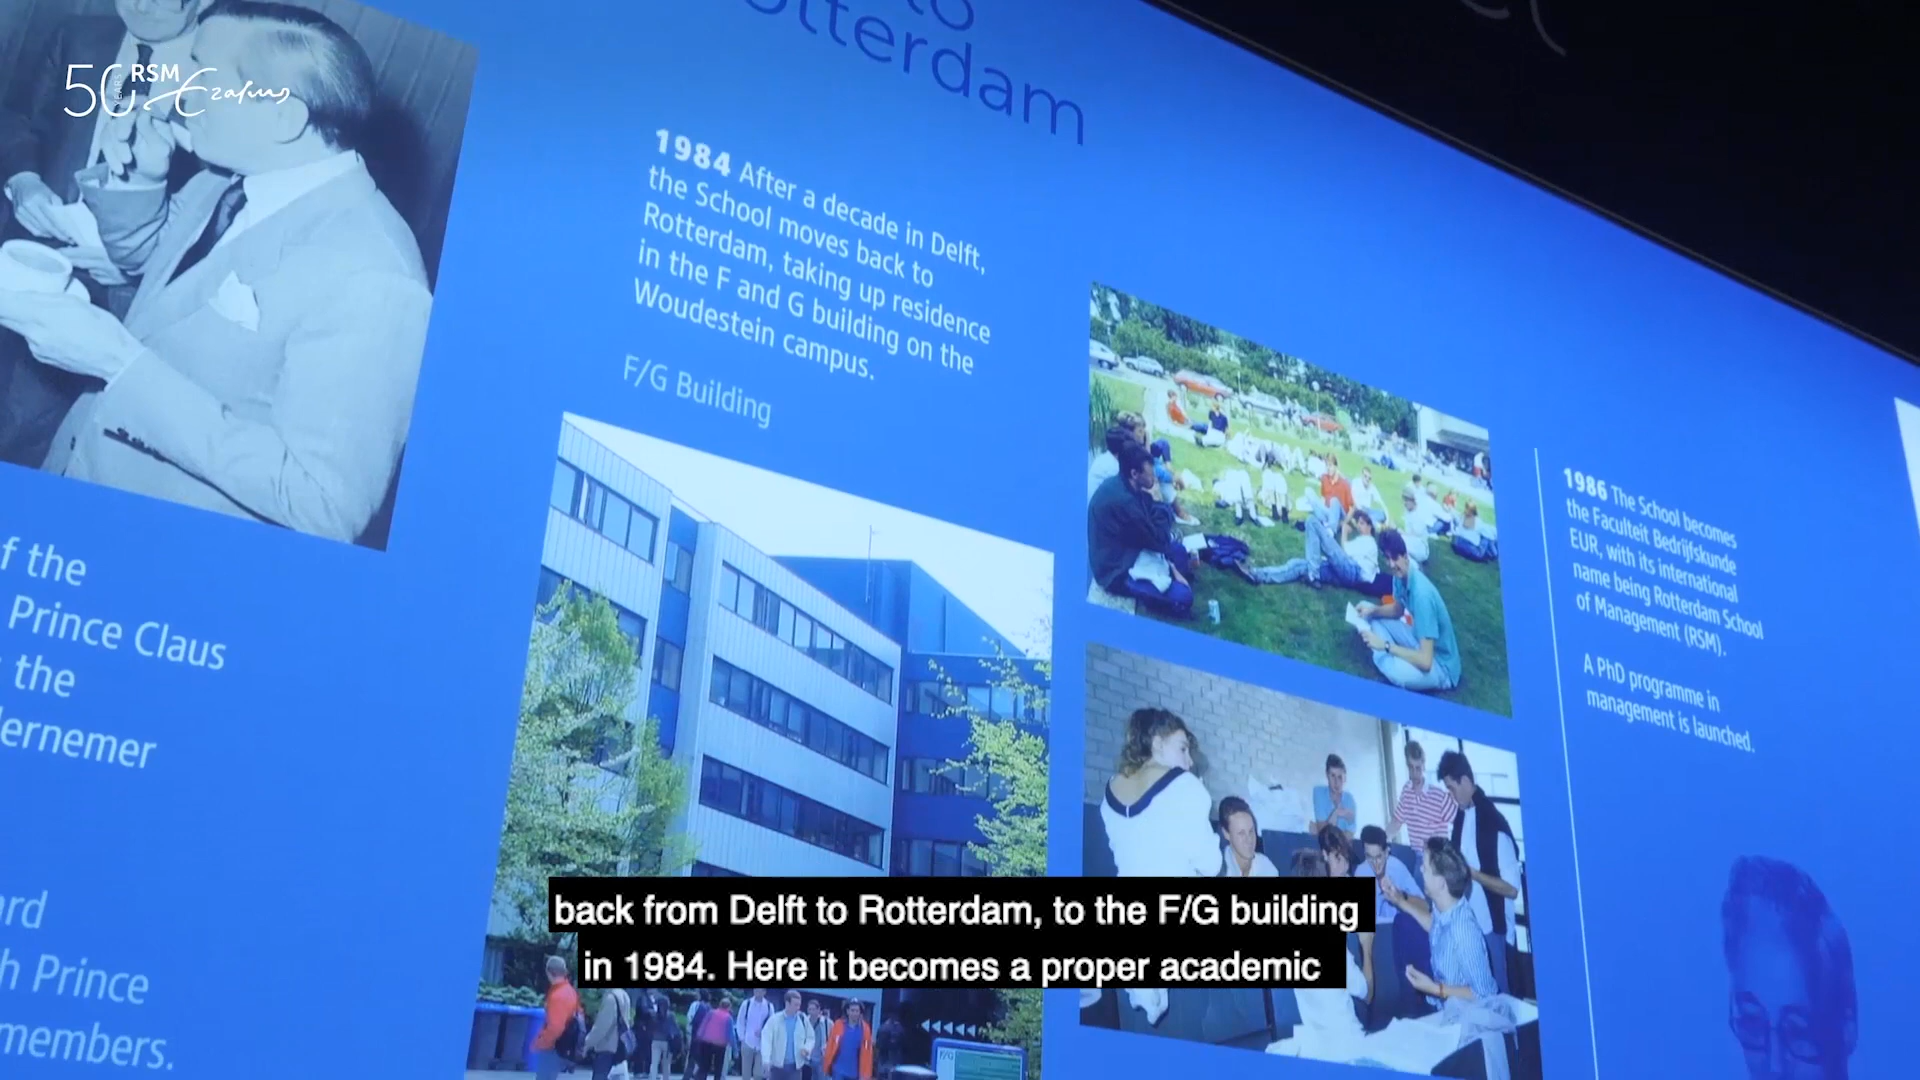 50 YEARS RSM Erasmus
to
otterdam
1984 After a decade in Delft,
the School moves back to
Rotterdam, taking up residence
in the F and G building on the
Woudestein campus.
F/G Building
1986 The School becomes
the Faculteit Bedrijfskunde
EUR, with its international
name being Rotterdam School
of Management (RSM).
A PhD programme in
management is launched.
f the
Prince Claus
the
ernemer
ard
h Prince
members.
F/G
back from Delft to Rotterdam, to the F/G building
in 1984. Here it becomes a proper academic